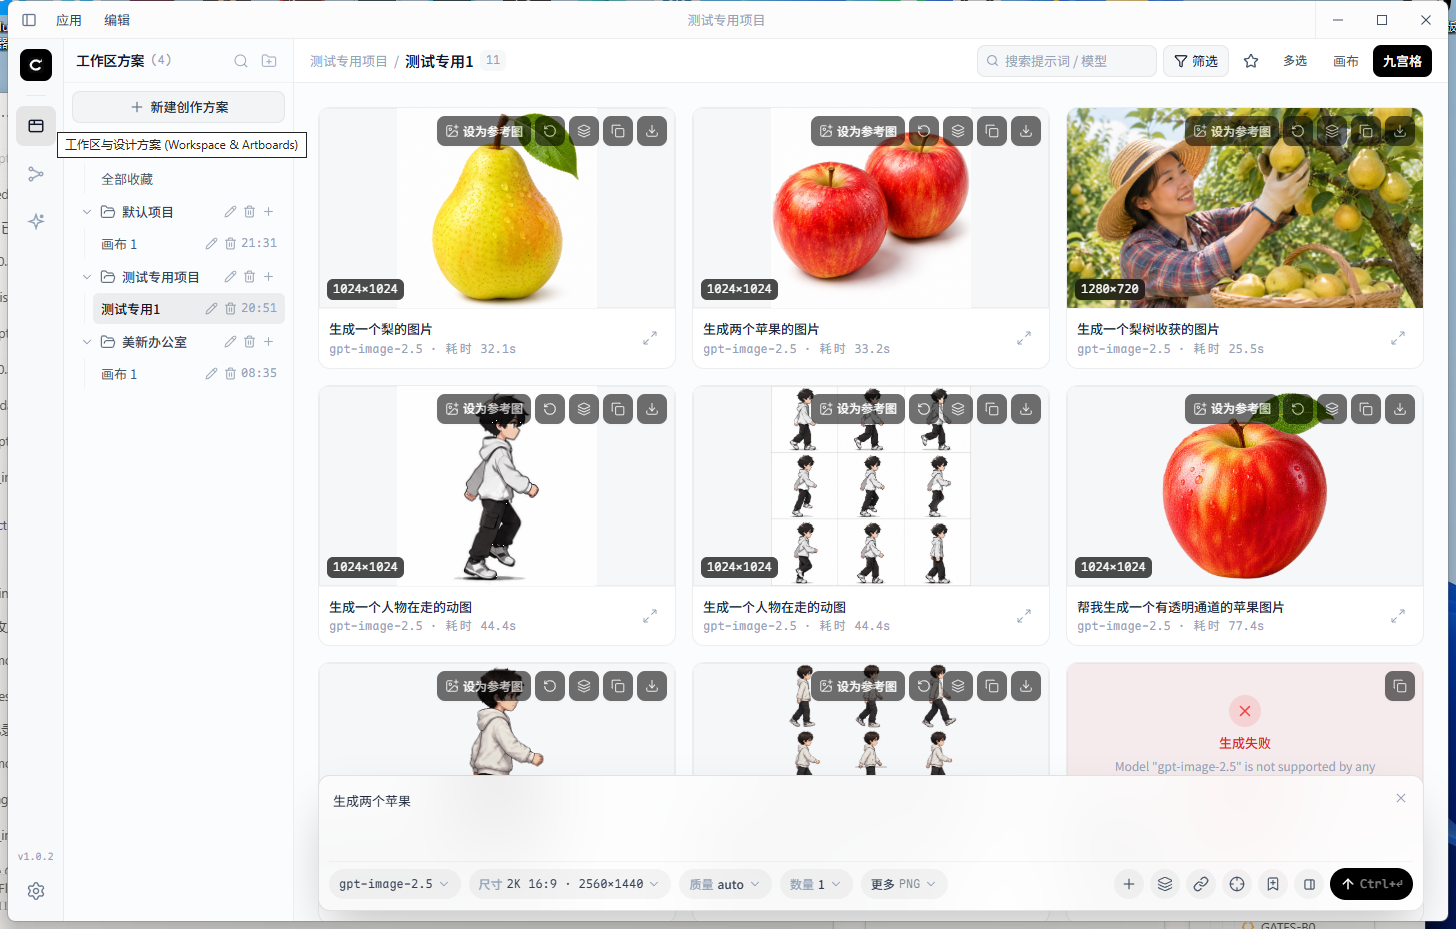 应用
编辑
测试专用项目
工作区方案 (4)
新建创作方案
工作区与设计方案 (Workspace & Artboards)
全部收藏
默认项目
画布 1
21:31
测试专用项目
测试专用1
20:51
美新办公室
画布 1
08:35
v1.0.2
测试专用项目 / 测试专用1 11
搜索提示词 / 模型
筛选
多选
画布
九宫格
设为参考图
1024×1024
生成一个梨的图片
gpt-image-2.5 · 耗时 32.1s
设为参考图
1024×1024
生成两个苹果的图片
gpt-image-2.5 · 耗时 33.2s
设为参考图
1280×720
生成一个梨树收获的图片
gpt-image-2.5 · 耗时 25.5s
设为参考图
1024×1024
生成一个人物在走的动图
gpt-image-2.5 · 耗时 44.4s
设为参考图
1024×1024
生成一个人物在走的动图
gpt-image-2.5 · 耗时 44.4s
设为参考图
1024×1024
帮我生成一个有透明通道的苹果图片
gpt-image-2.5 · 耗时 77.4s
设为参考图
设为参考图
生成失败
Model "gpt-image-2.5" is not supported by any
生成两个苹果
gpt-image-2.5
尺寸 2K 16:9 · 2560×1440
质量 auto
数量 1
更多 PNG
Ctrl+↵
GATES-B0